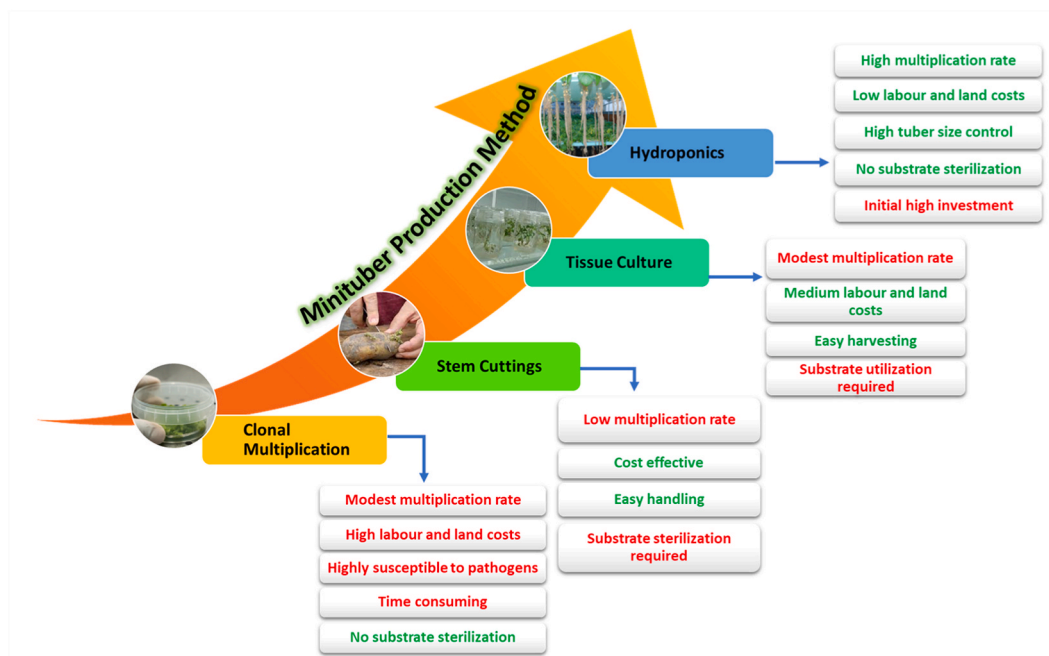 Minituber Production Method
Hydroponics
High multiplication rate
Low labour and land costs
High tuber size control
No substrate sterilization
Initial high investment
Tissue Culture
Modest multiplication rate
Medium labour and land
costs
Easy harvesting
Substrate utilization
required
Stem Cuttings
Low multiplication rate
Cost effective
Easy handling
Substrate sterilization
required
Clonal
Multiplication
Modest multiplication rate
High labour and land costs
Highly susceptible to pathogens
Time consuming
No substrate sterilization